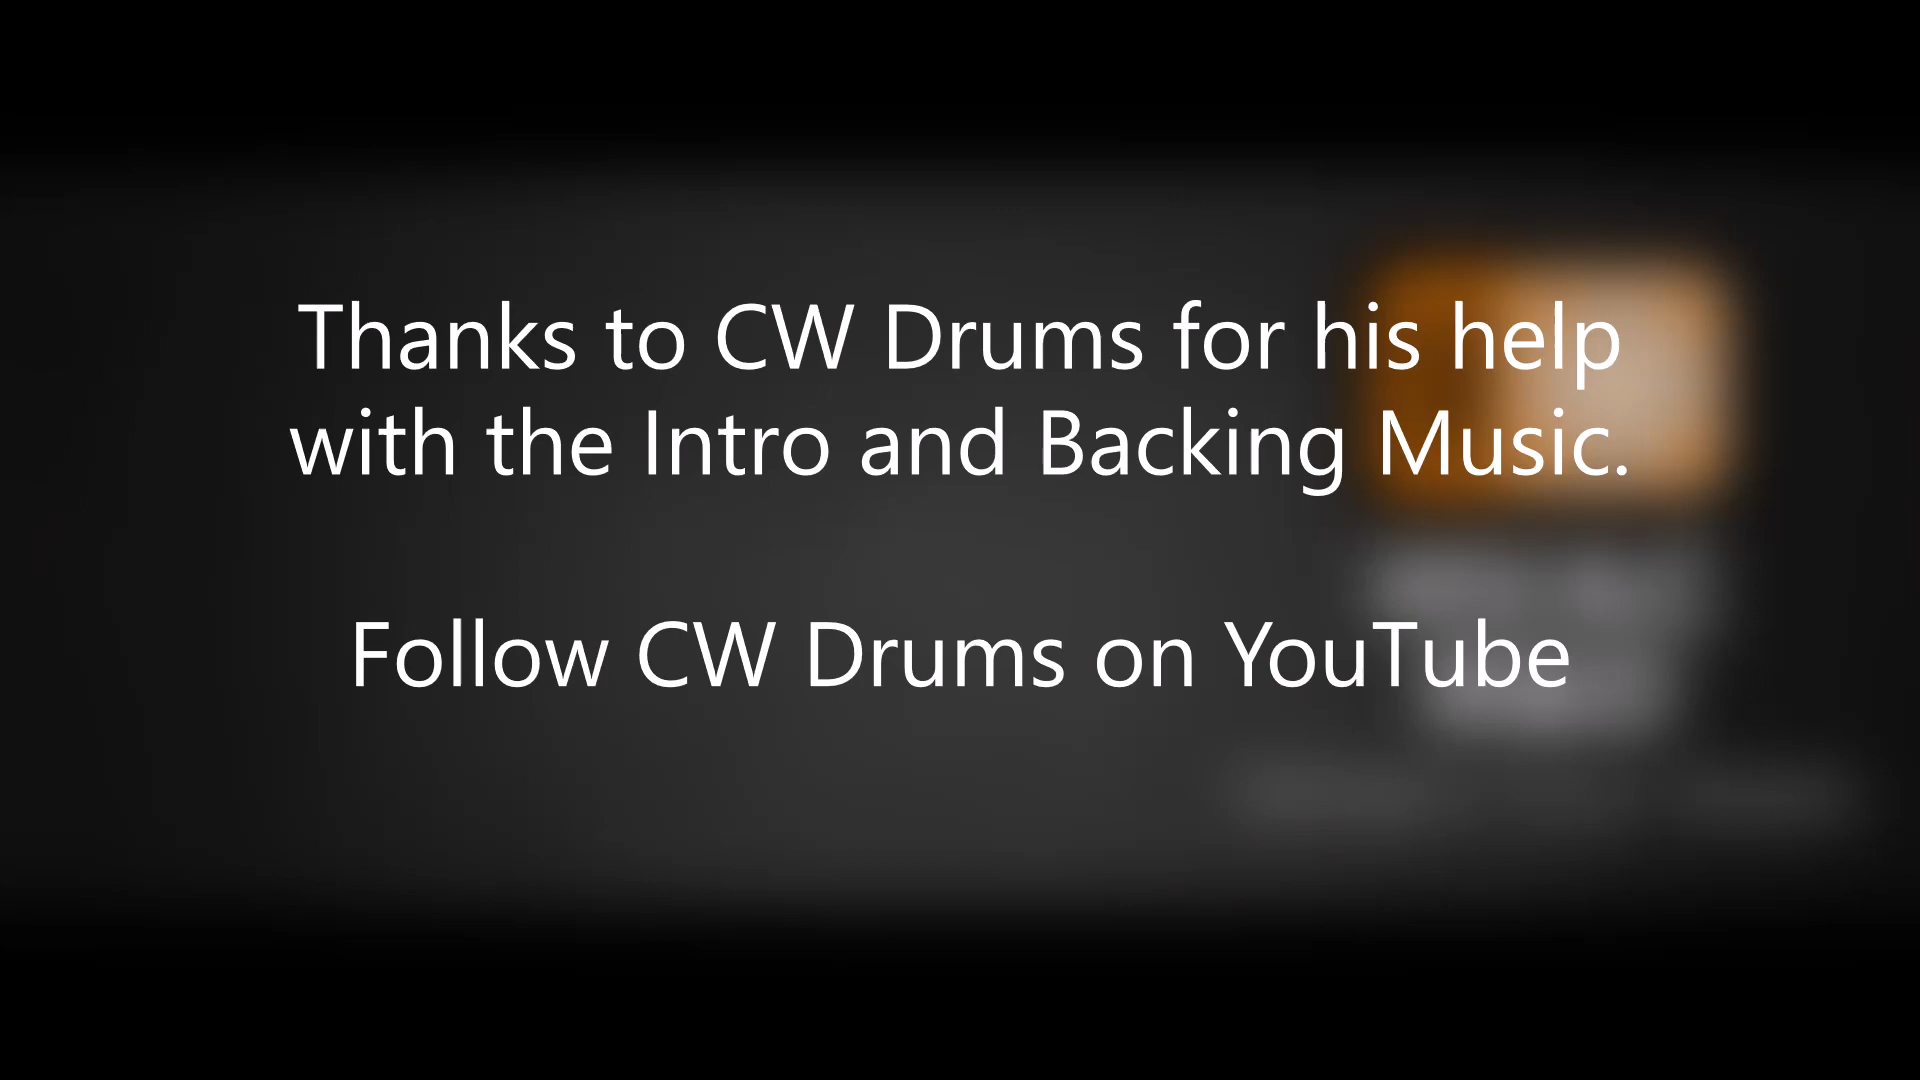 Thanks to CW Drums for his help
with the Intro and Backing Music.
Follow CW Drums on YouTube